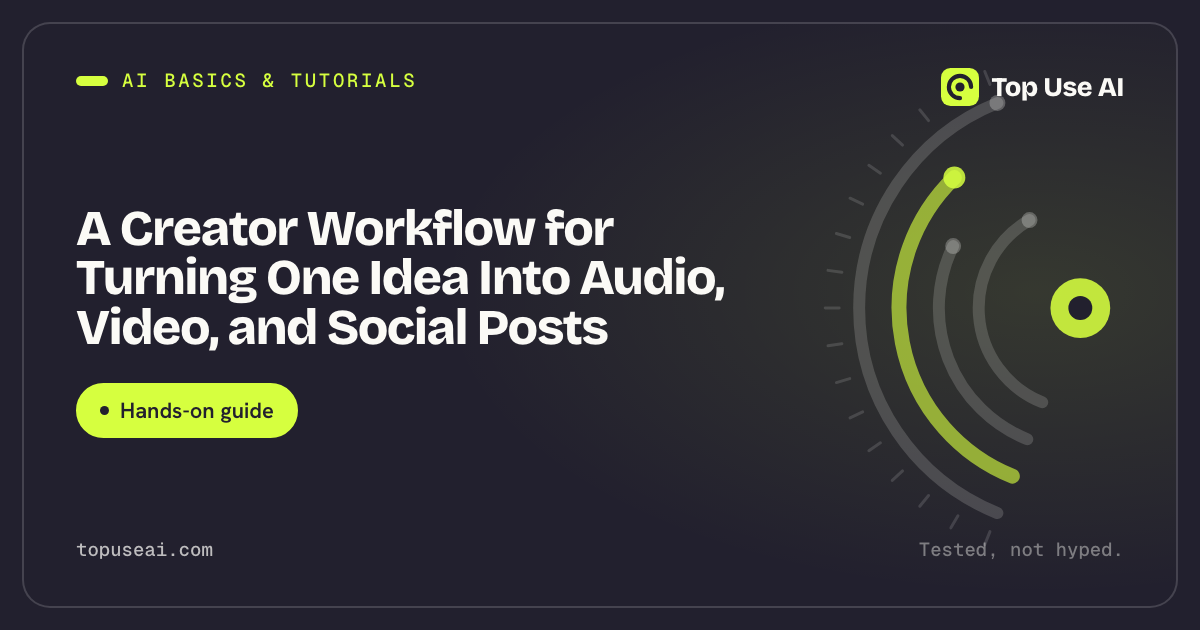 AI BASICS & TUTORIALS
Top Use AI
A Creator Workflow for
Turning One Idea Into Audio,
Video, and Social Posts
Hands-on guide
topuseai.com
Tested, not hyped.